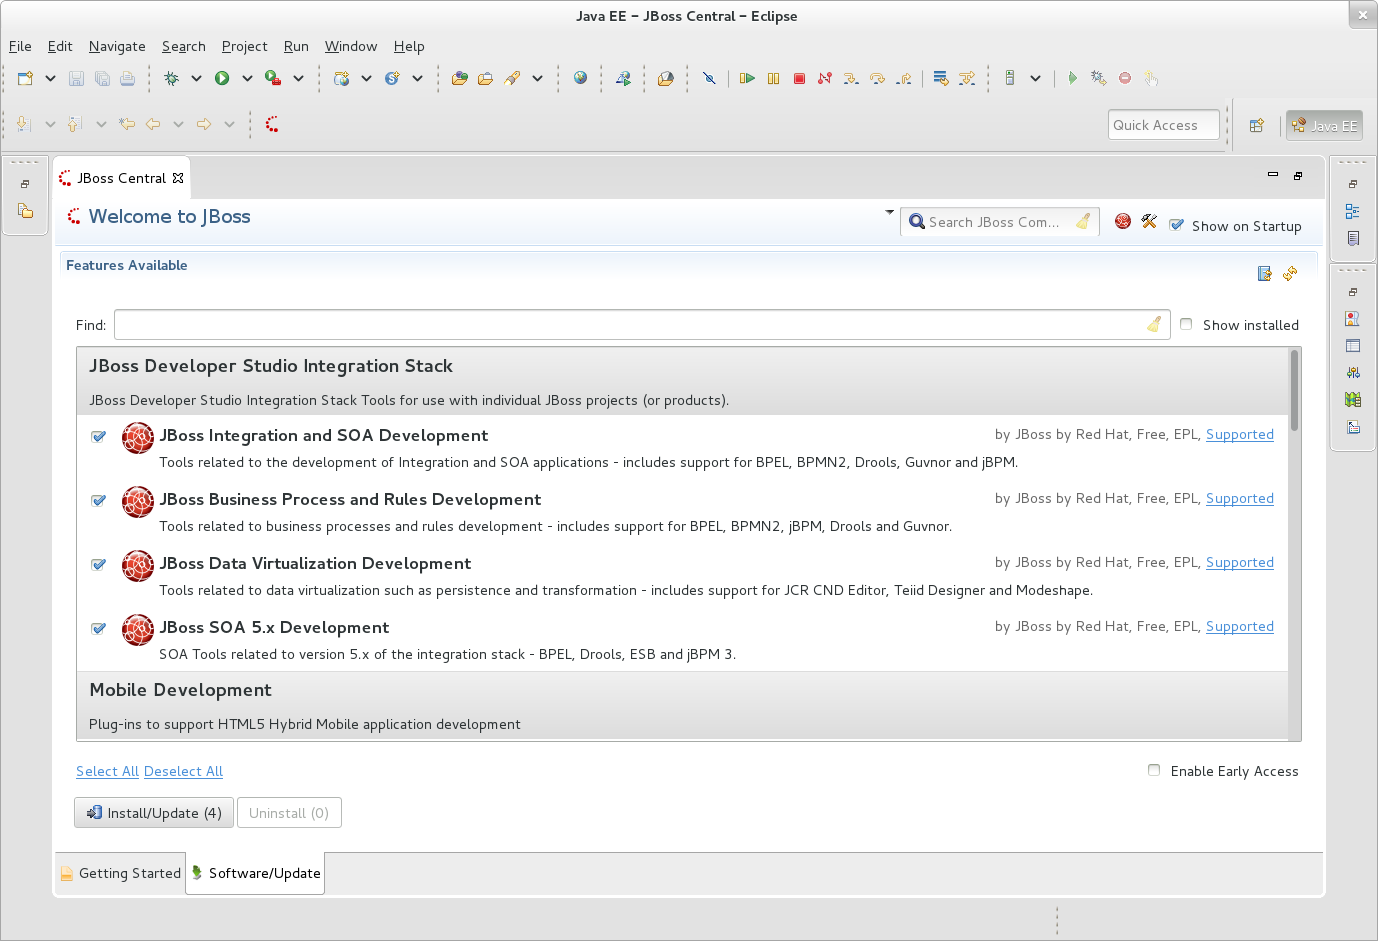 Java EE – JBoss Central – Eclipse
File Edit Navigate Search Project Run Window Help
Quick Access
Java EE
JBoss Central
Welcome to JBoss
Search JBoss Com...
Show on Startup
Features Available
Find:
Show installed
JBoss Developer Studio Integration Stack
JBoss Developer Studio Integration Stack Tools for use with individual JBoss projects (or products).
JBoss Integration and SOA Development
by JBoss by Red Hat, Free, EPL, Supported
Tools related to the development of Integration and SOA applications - includes support for BPEL, BPMN2, Drools, Guvnor and jBPM.
JBoss Business Process and Rules Development
by JBoss by Red Hat, Free, EPL, Supported
Tools related to business processes and rules development - includes support for BPEL, BPMN2, jBPM, Drools and Guvnor.
JBoss Data Virtualization Development
by JBoss by Red Hat, Free, EPL, Supported
Tools related to data virtualization such as persistence and transformation - includes support for JCR CND Editor, Teiid Designer and Modeshape.
JBoss SOA 5.x Development
by JBoss by Red Hat, Free, EPL, Supported
SOA Tools related to version 5.x of the integration stack - BPEL, Drools, ESB and jBPM 3.
Mobile Development
Plug-ins to support HTML5 Hybrid Mobile application development
Select All Deselect All
Enable Early Access
Install/Update (4)
Uninstall (0)
Getting Started
Software/Update